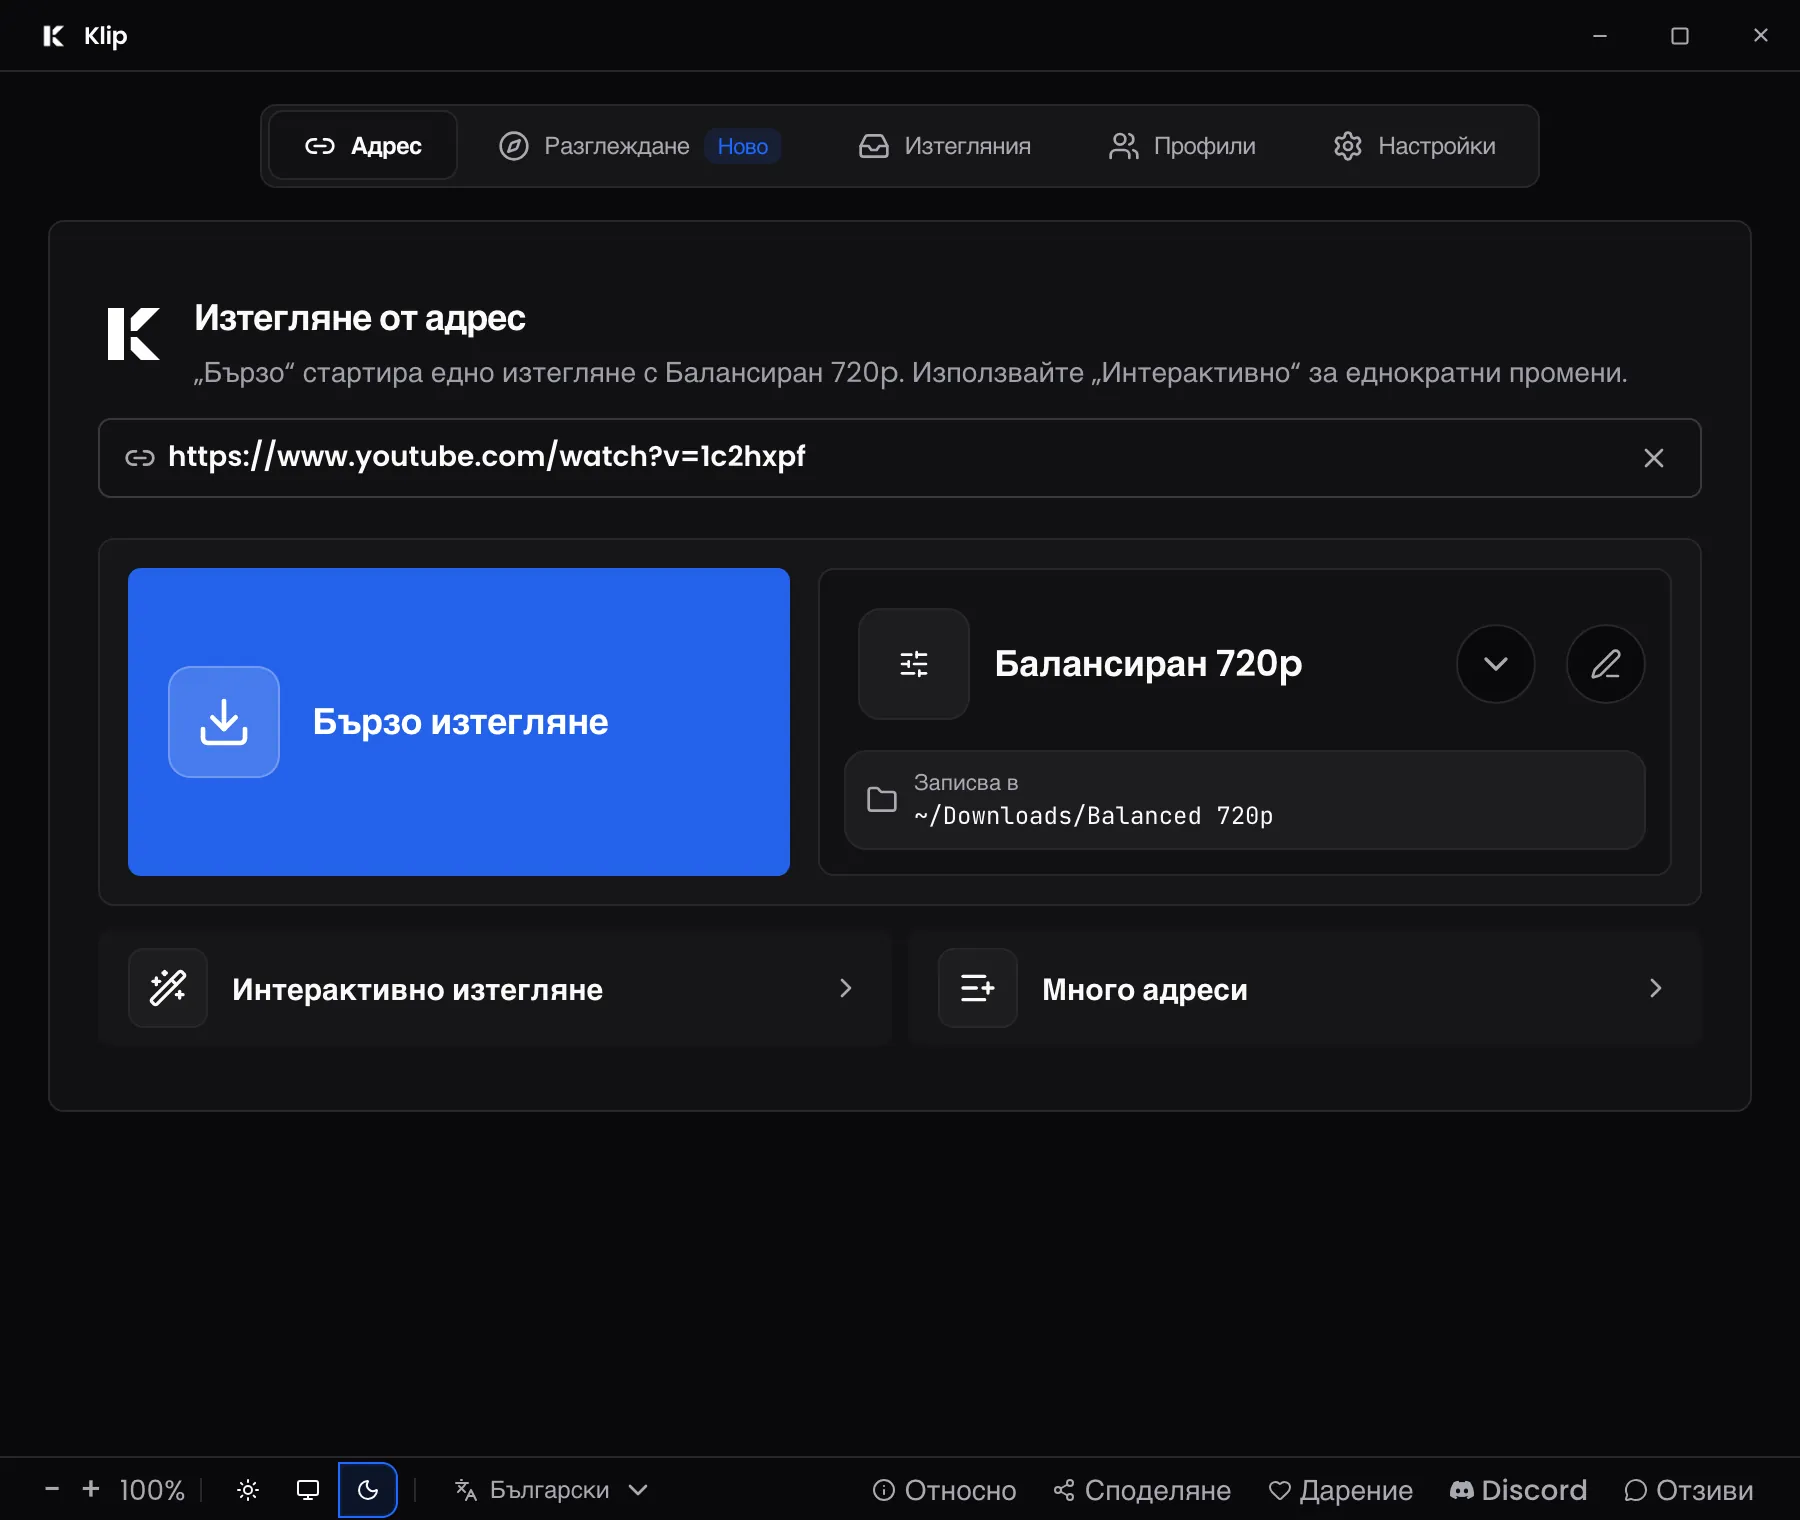 Klip
Адрес
Разглеждане
Ново
Изтегляния
Профили
Настройки
Изтегляне от адрес
„Бързо“ стартира едно изтегляне с Балансиран 720p. Използвайте „Интерактивно“ за еднократни промени.
https://www.youtube.com/watch?v=1c2hxpf
Бързо изтегляне
Балансиран 720p
Записва в
~/Downloads/Balanced 720p
Интерактивно изтегляне
Много адреси
100%
Български
Относно
Споделяне
Дарение
Discord
Отзиви